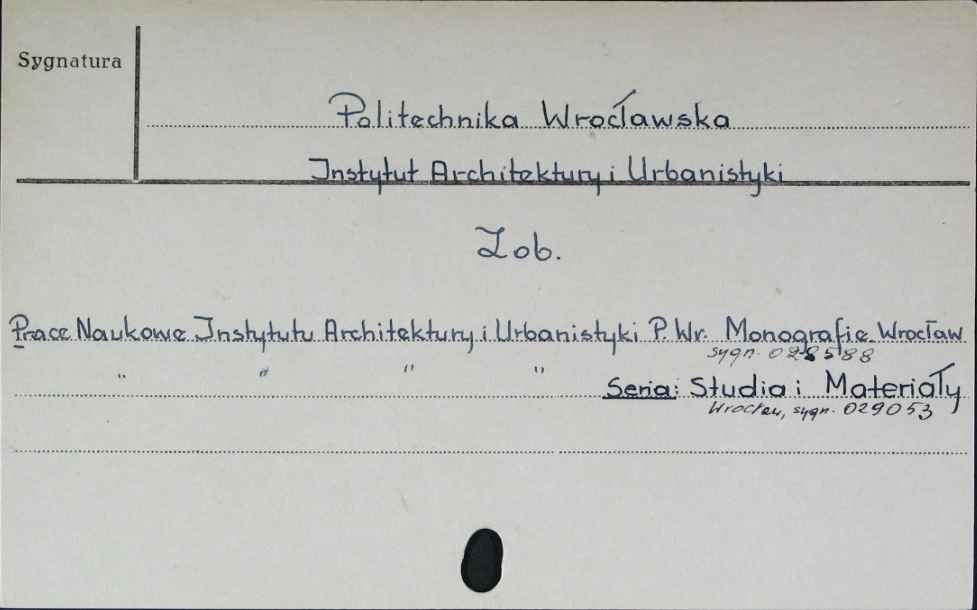 Sygnatura
Politechnika Wrocławska
Instytut Architektury i Urbanistyki
Zob.
Prace Naukowe Instytutu Architektury i Urbanistyki P. Wr. Monografie. Wrocław
sygn. 028588
" " " " Seria: Studia i Materiały
Wrocław, sygn. 029053